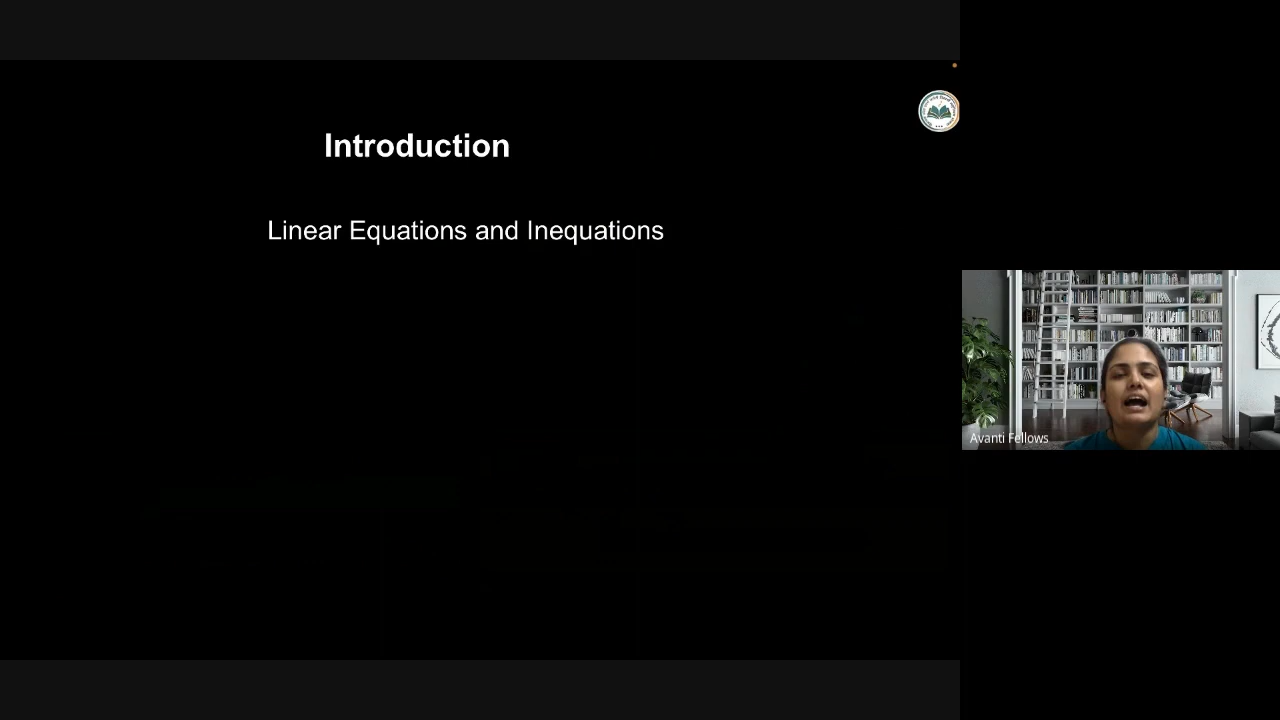 Introduction
Linear Equations and Inequations
Avanti Fellows